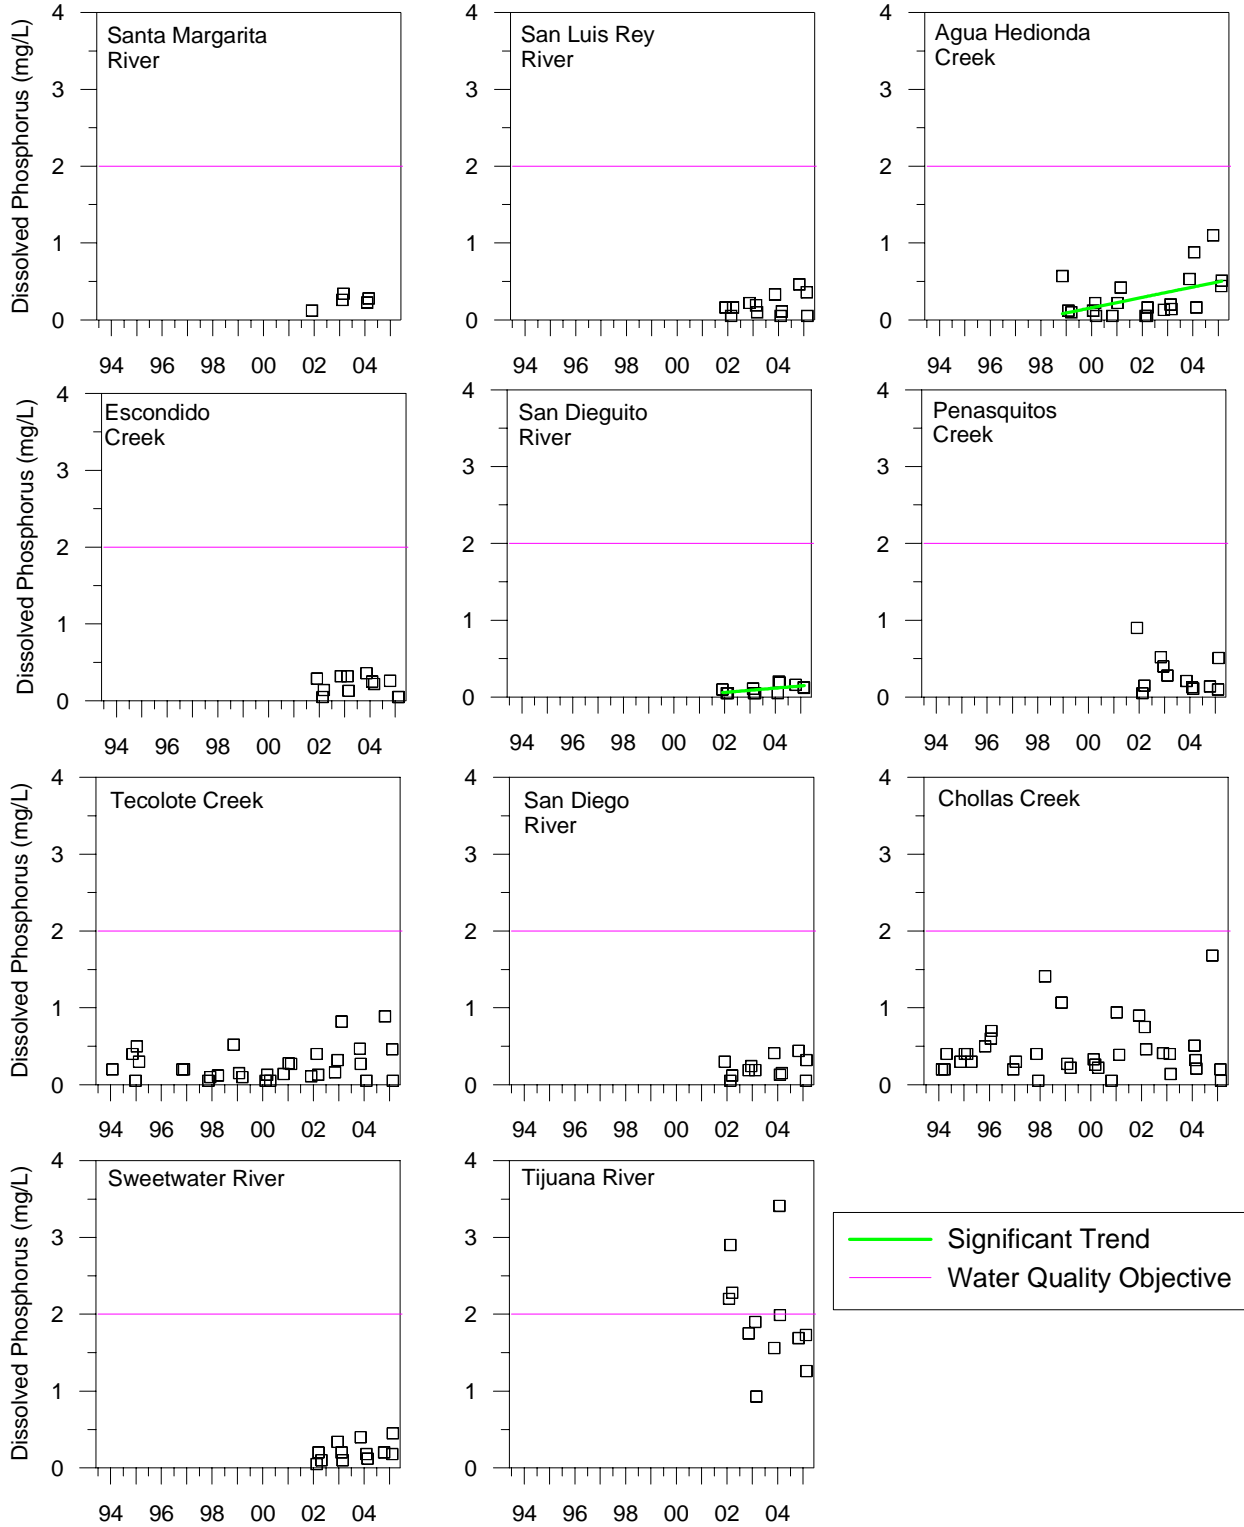 Dissolved Phosphorus (mg/L)
4
3
2
1
0
Santa Margarita
River
94 96 98 00 02 04
4
3
2
1
0
San Luis Rey
River
94 96 98 00 02 04
4
3
2
1
0
Agua Hedionda
Creek
94 96 98 00 02 04
Dissolved Phosphorus (mg/L)
4
3
2
1
0
Escondido
Creek
94 96 98 00 02 04
4
3
2
1
0
San Dieguito
River
94 96 98 00 02 04
4
3
2
1
0
Penasquitos
Creek
94 96 98 00 02 04
Dissolved Phosphorus (mg/L)
4
3
2
1
0
Tecolote Creek
94 96 98 00 02 04
4
3
2
1
0
San Diego
River
94 96 98 00 02 04
4
3
2
1
0
Chollas Creek
94 96 98 00 02 04
Dissolved Phosphorus (mg/L)
4
3
2
1
0
Sweetwater River
94 96 98 00 02 04
4
3
2
1
0
Tijuana River
94 96 98 00 02 04
Significant Trend
Water Quality Objective